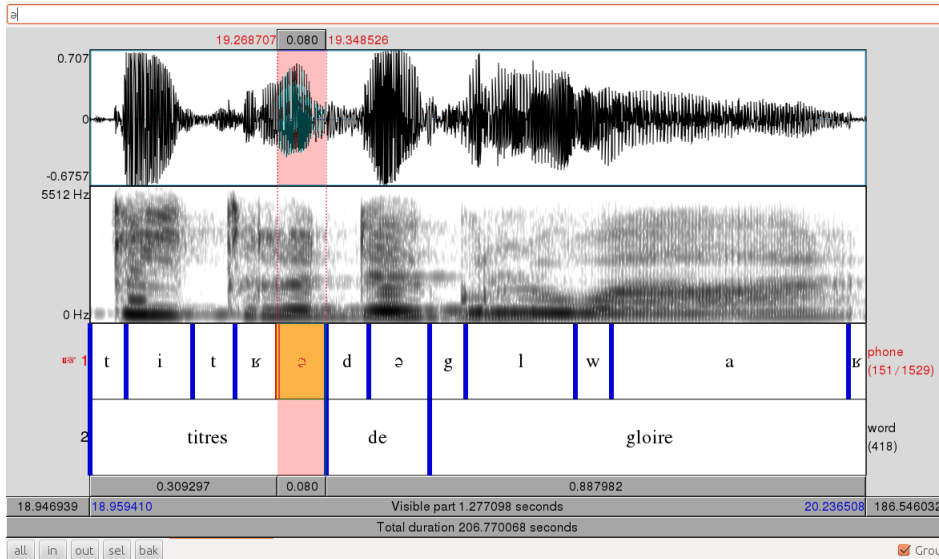 ə
19.268707 0.080 19.348526
0.707
0
-0.6757
5512 Hz
0 Hz
1 t i t ʁ ə d ə g l w a ʁ phone
(151/1529)
2 titres de gloire word
(418)
0.309297 0.080 0.887982
18.946939 18.959410 Visible part 1.277098 seconds 20.236508 186.546032
Total duration 206.770068 seconds
all in out sel bak Grou